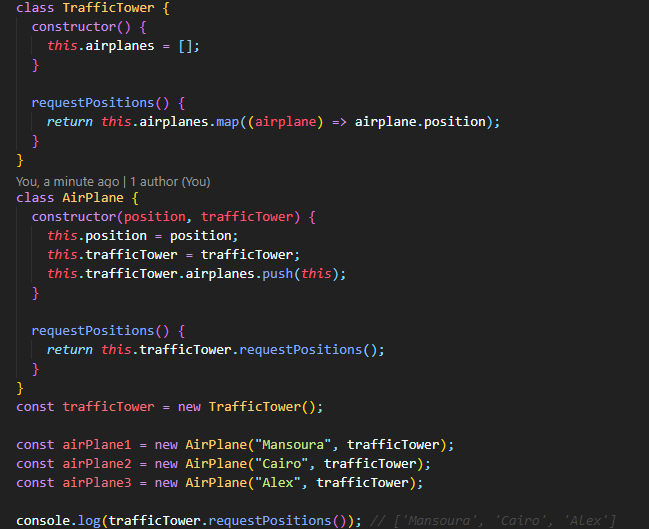 class TrafficTower {
  constructor() {
    this.airplanes = [];
  }

  requestPositions() {
    return this.airplanes.map((airplane) => airplane.position);
  }
}
You, a minute ago | 1 author (You)
class AirPlane {
  constructor(position, trafficTower) {
    this.position = position;
    this.trafficTower = trafficTower;
    this.trafficTower.airplanes.push(this);
  }

  requestPositions() {
    return this.trafficTower.requestPositions();
  }
}
const trafficTower = new TrafficTower();

const airPlane1 = new AirPlane("Mansoura", trafficTower);
const airPlane2 = new AirPlane("Cairo", trafficTower);
const airPlane3 = new AirPlane("Alex", trafficTower);

console.log(trafficTower.requestPositions()); // ['Mansoura', 'Cairo', 'Alex']